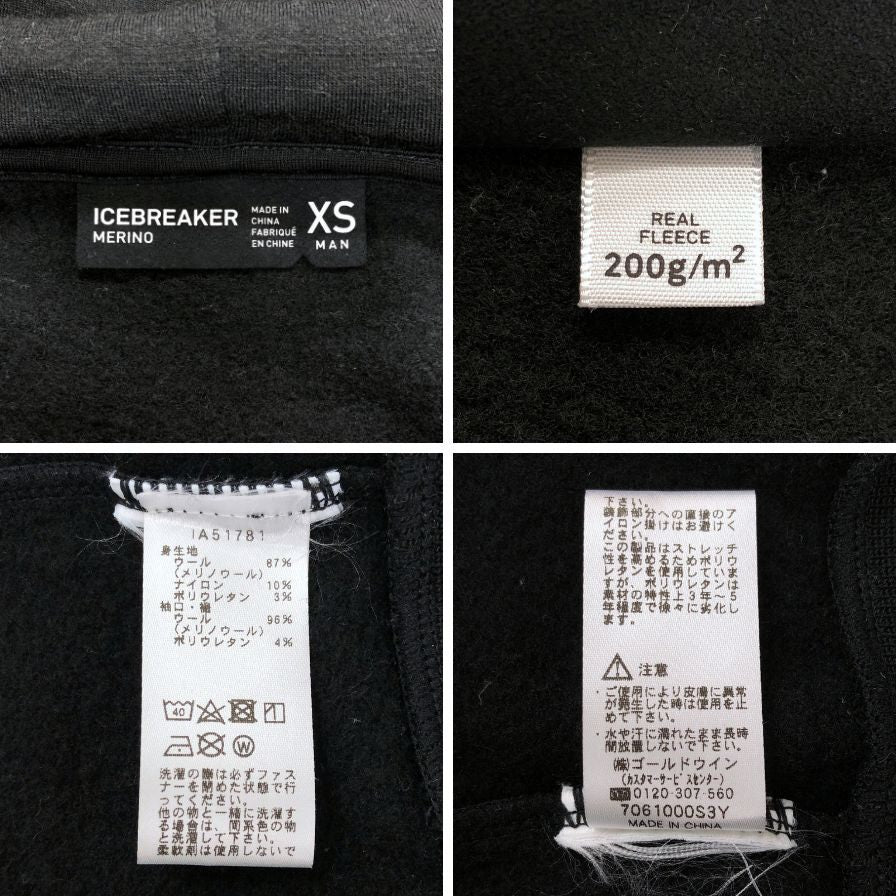 ICEBREAKER
MERINO
MADE IN
CHINA
FABRIQUÉ
EN CHINE
XS
MAN
REAL
FLEECE
200g/m²
IA51781
身生地
ウール 87%
(メリノウール)
ナイロン 10%
ポリウレタン 3%
袖口・裾
ウール 96%
(メリノウール)
ポリウレタン 4%
40
W
洗濯の際は必ずファス
ナーを閉めた状態で行
ってください。
他の物と一緒に洗濯す
る場合は、同系色の物
と洗濯して下さい。
柔軟剤は使用しないで
下さい。
装飾部分への直接のア
イロン掛けはお避けく
ださい。
この製品はストレッチ
性を高めるためポリウ
レタンを使用していま
すが、ポリウレタンは
素材の特性上3年〜5
年程度で徐々に劣化し
ます。
注意
・ご使用により皮膚に異常
が発生した時は使用を止
めて下さい。
・水や汗に濡れたまま長時
間放置しないで下さい。
(株)ゴールドウイン
(カスタマーサービスセンター)
0120-307-560
7061000S3Y
MADE IN CHINA